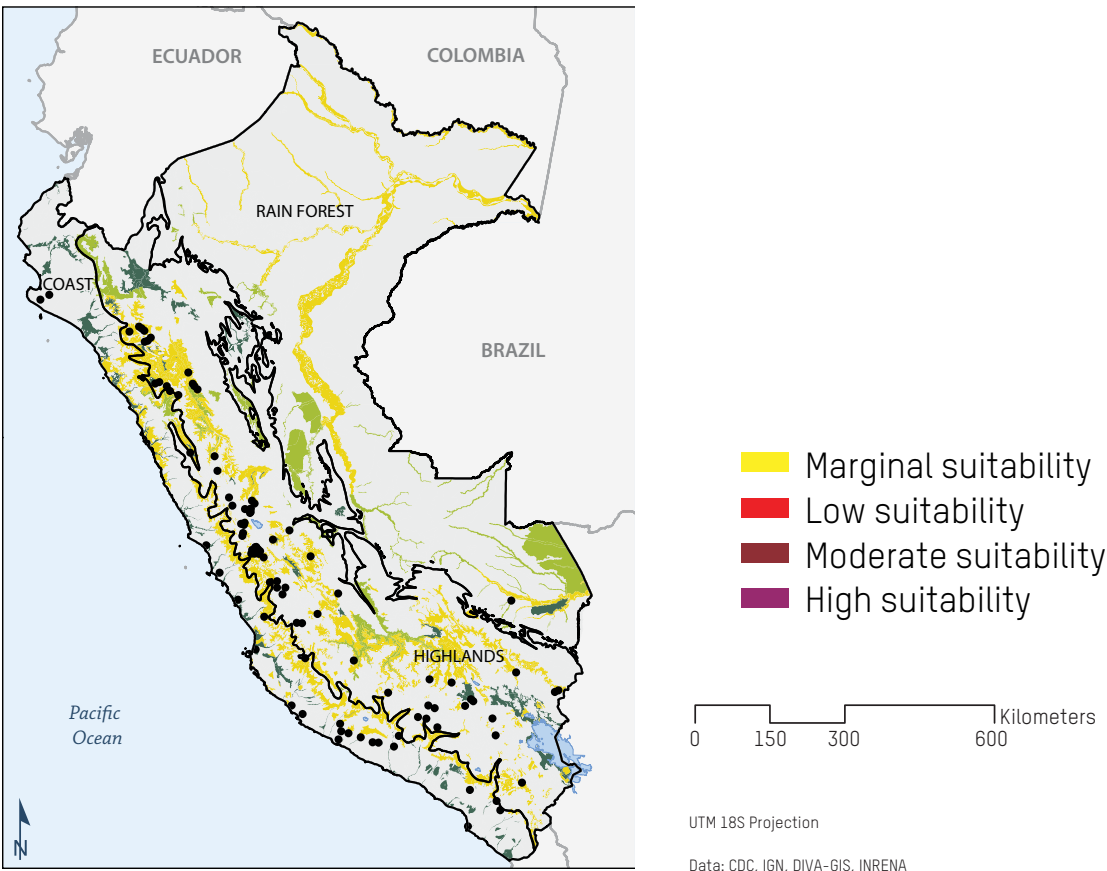 ECUADOR
COLOMBIA
RAIN FOREST
COAST
BRAZIL
HIGHLANDS
Pacific
Ocean
N
Marginal suitability
Low suitability
Moderate suitability
High suitability
Kilometers
0 150 300 600
UTM 18S Projection
Data: CDC, IGN, DIVA-GIS, INRENA